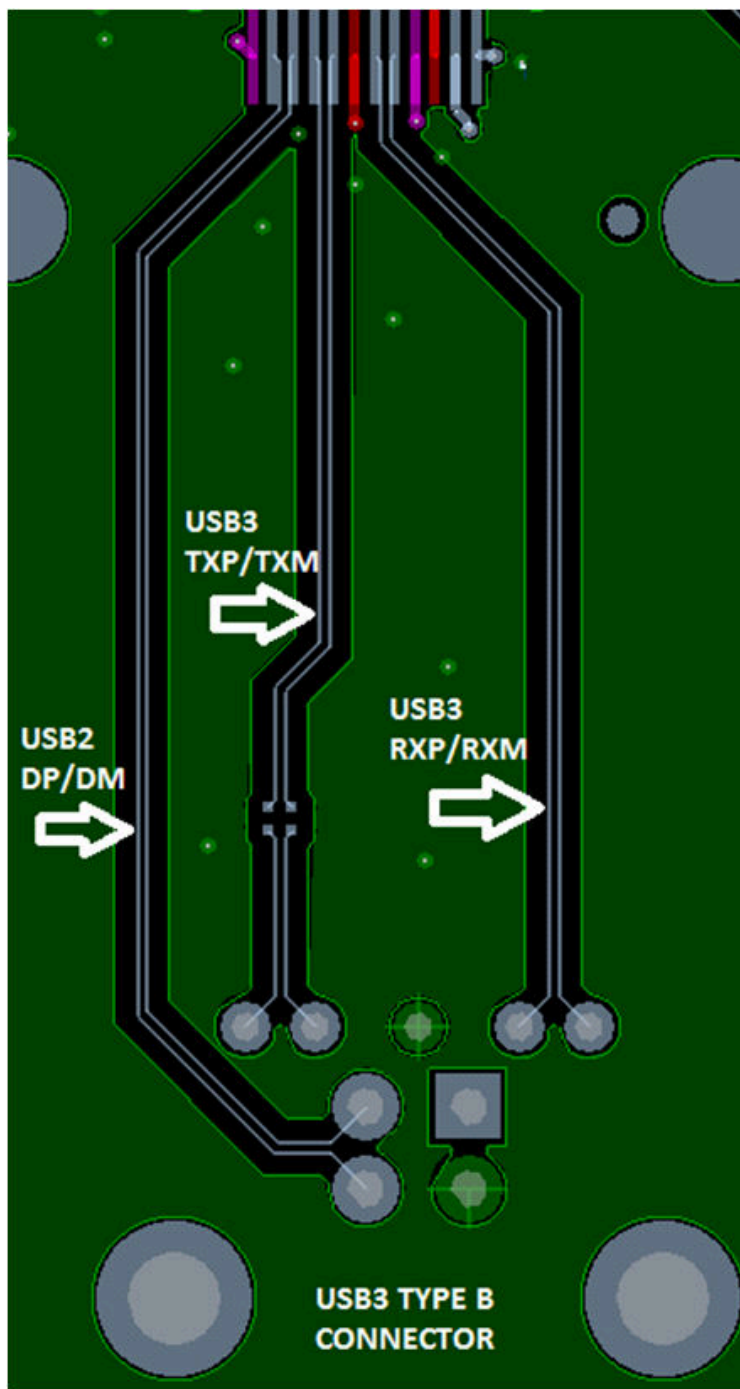 USB3
TXP/TXM
USB3
RXP/RXM
USB2
DP/DM
USB3 TYPE B
CONNECTOR